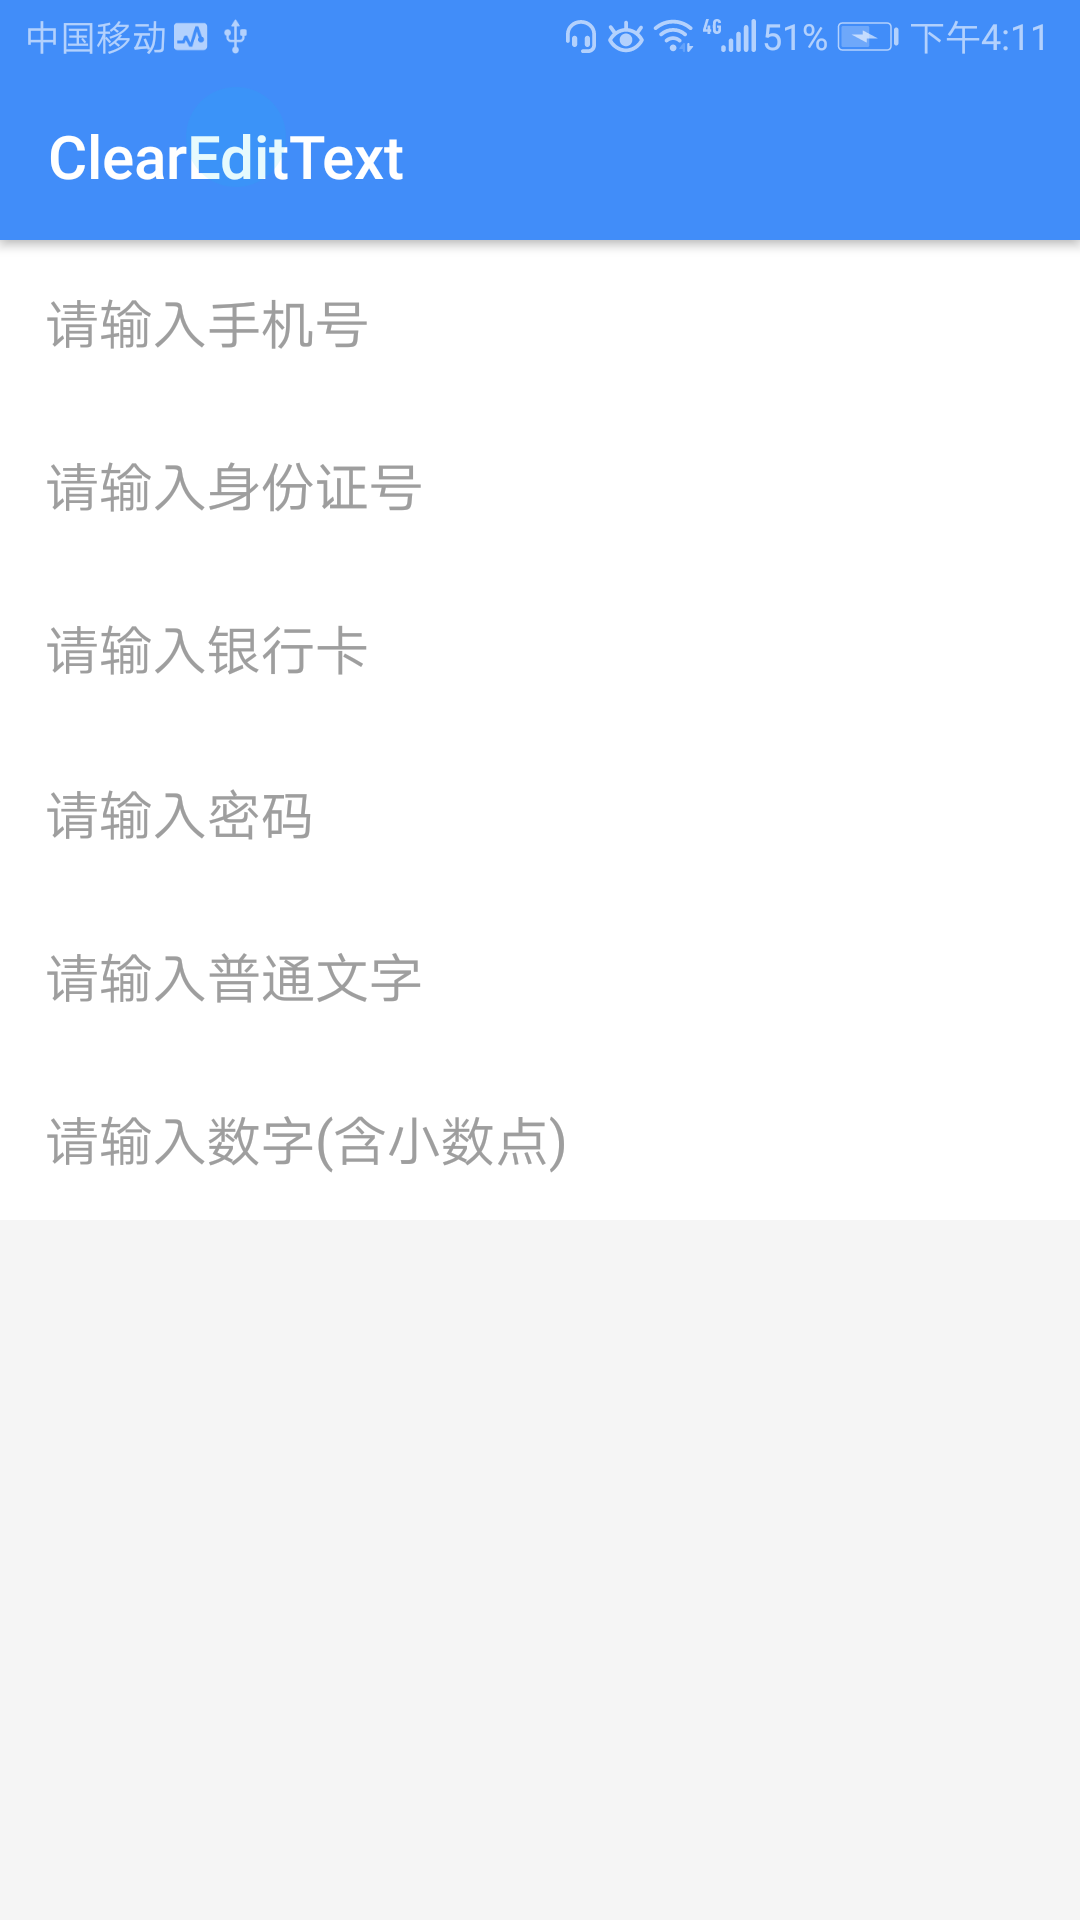 中国移动 4G 51% 下午4:11
ClearEditText
请输入手机号
请输入身份证号
请输入银行卡
请输入密码
请输入普通文字
请输入数字(含小数点)